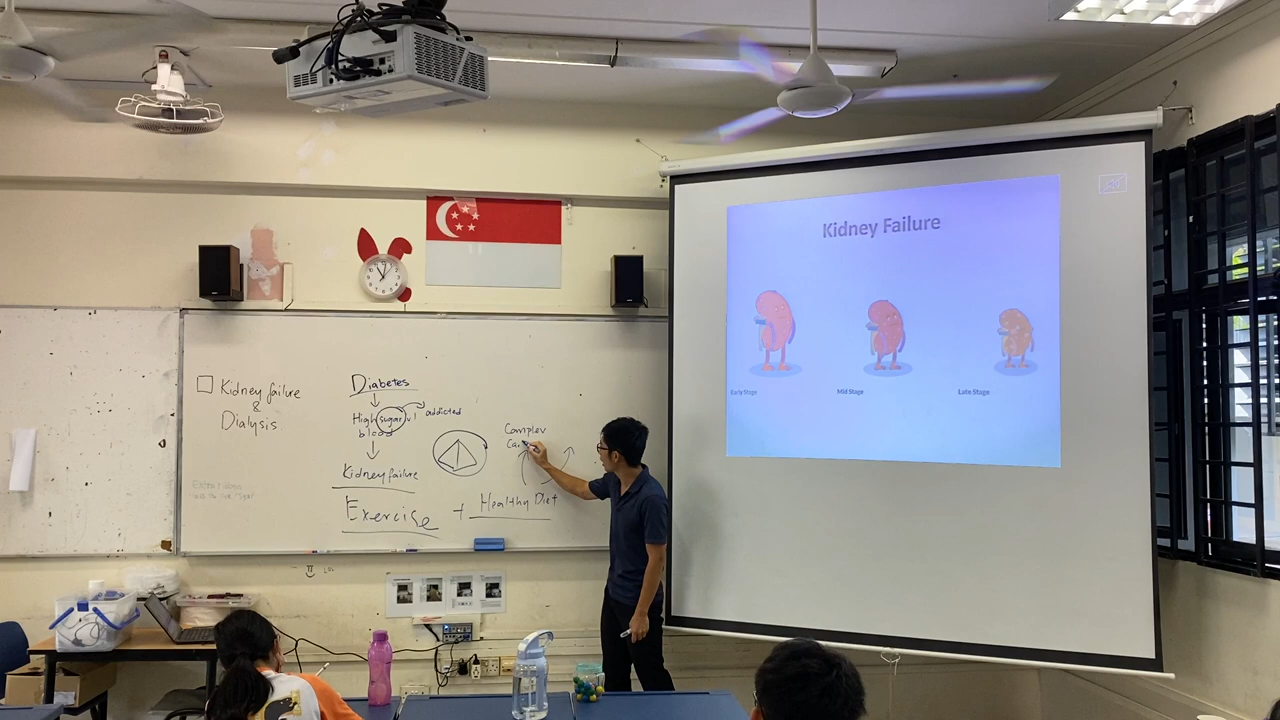 Kidney failure
&
Dialysis
Diabetes
High sugar
addicted
blood
Kidney failure
Exercise + Healthy Diet
Complex
Ca
Kidney Failure
Early Stage
Mid Stage
Late Stage